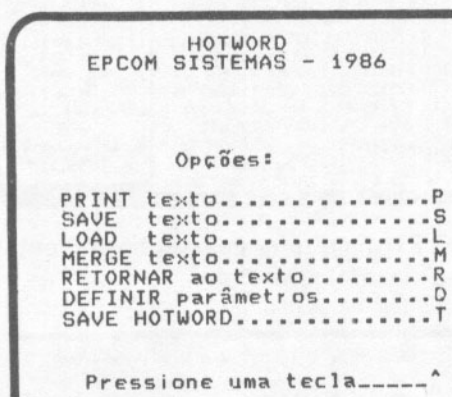 HOTWORD
EPCOM SISTEMAS - 1986
Opções:
PRINT texto...............P
SAVE  texto...............S
LOAD  texto...............L
MERGE texto...............M
RETORNAR ao texto.........R
DEFINIR parâmetros........D
SAVE HOTWORD..............T
Pressione uma tecla_____^